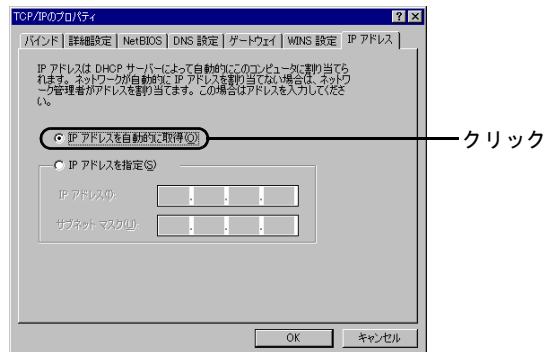 TCP/IPのプロパティ
バインド 詳細設定 NetBIOS DNS 設定 ゲートウェイ WINS 設定 IP アドレス
IP アドレスは DHCP サーバーによって自動的にこのコンピュータに割り当てら
れます。ネットワークが自動的に IP アドレスを割り当てない場合は、ネットワ
ーク管理者がアドレスを割り当てます。この場合はアドレスを入力してくださ
い。
IP アドレスを自動的に取得(O)
クリック
IP アドレスを指定(S)
IP アドレス(I):
サブネット マスク(U):
OK キャンセル